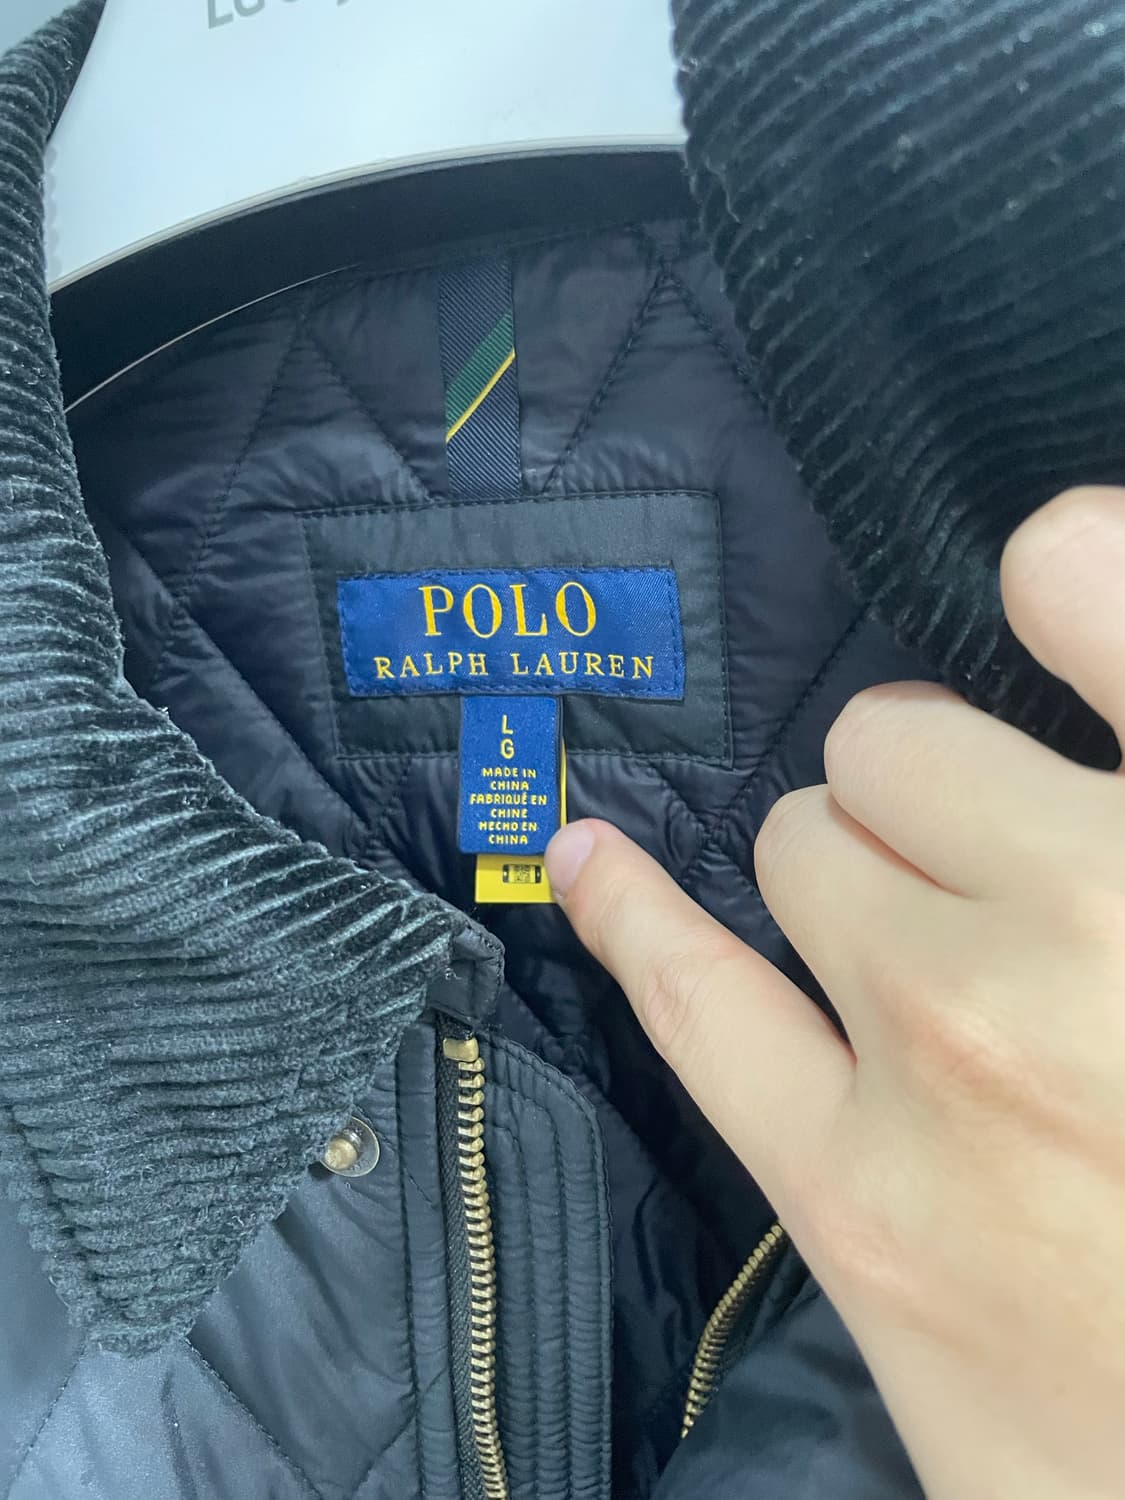 POLO
RALPH LAUREN
L
G
MADE IN
CHINA
FABRIQUÉ EN
CHINE
HECHO EN
CHINA